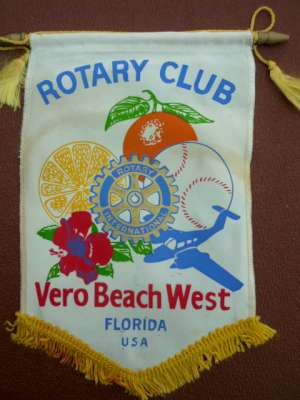 ROTARY CLUB
ROTARY
INTERNATIONAL
Vero Beach West
FLORIDA
USA